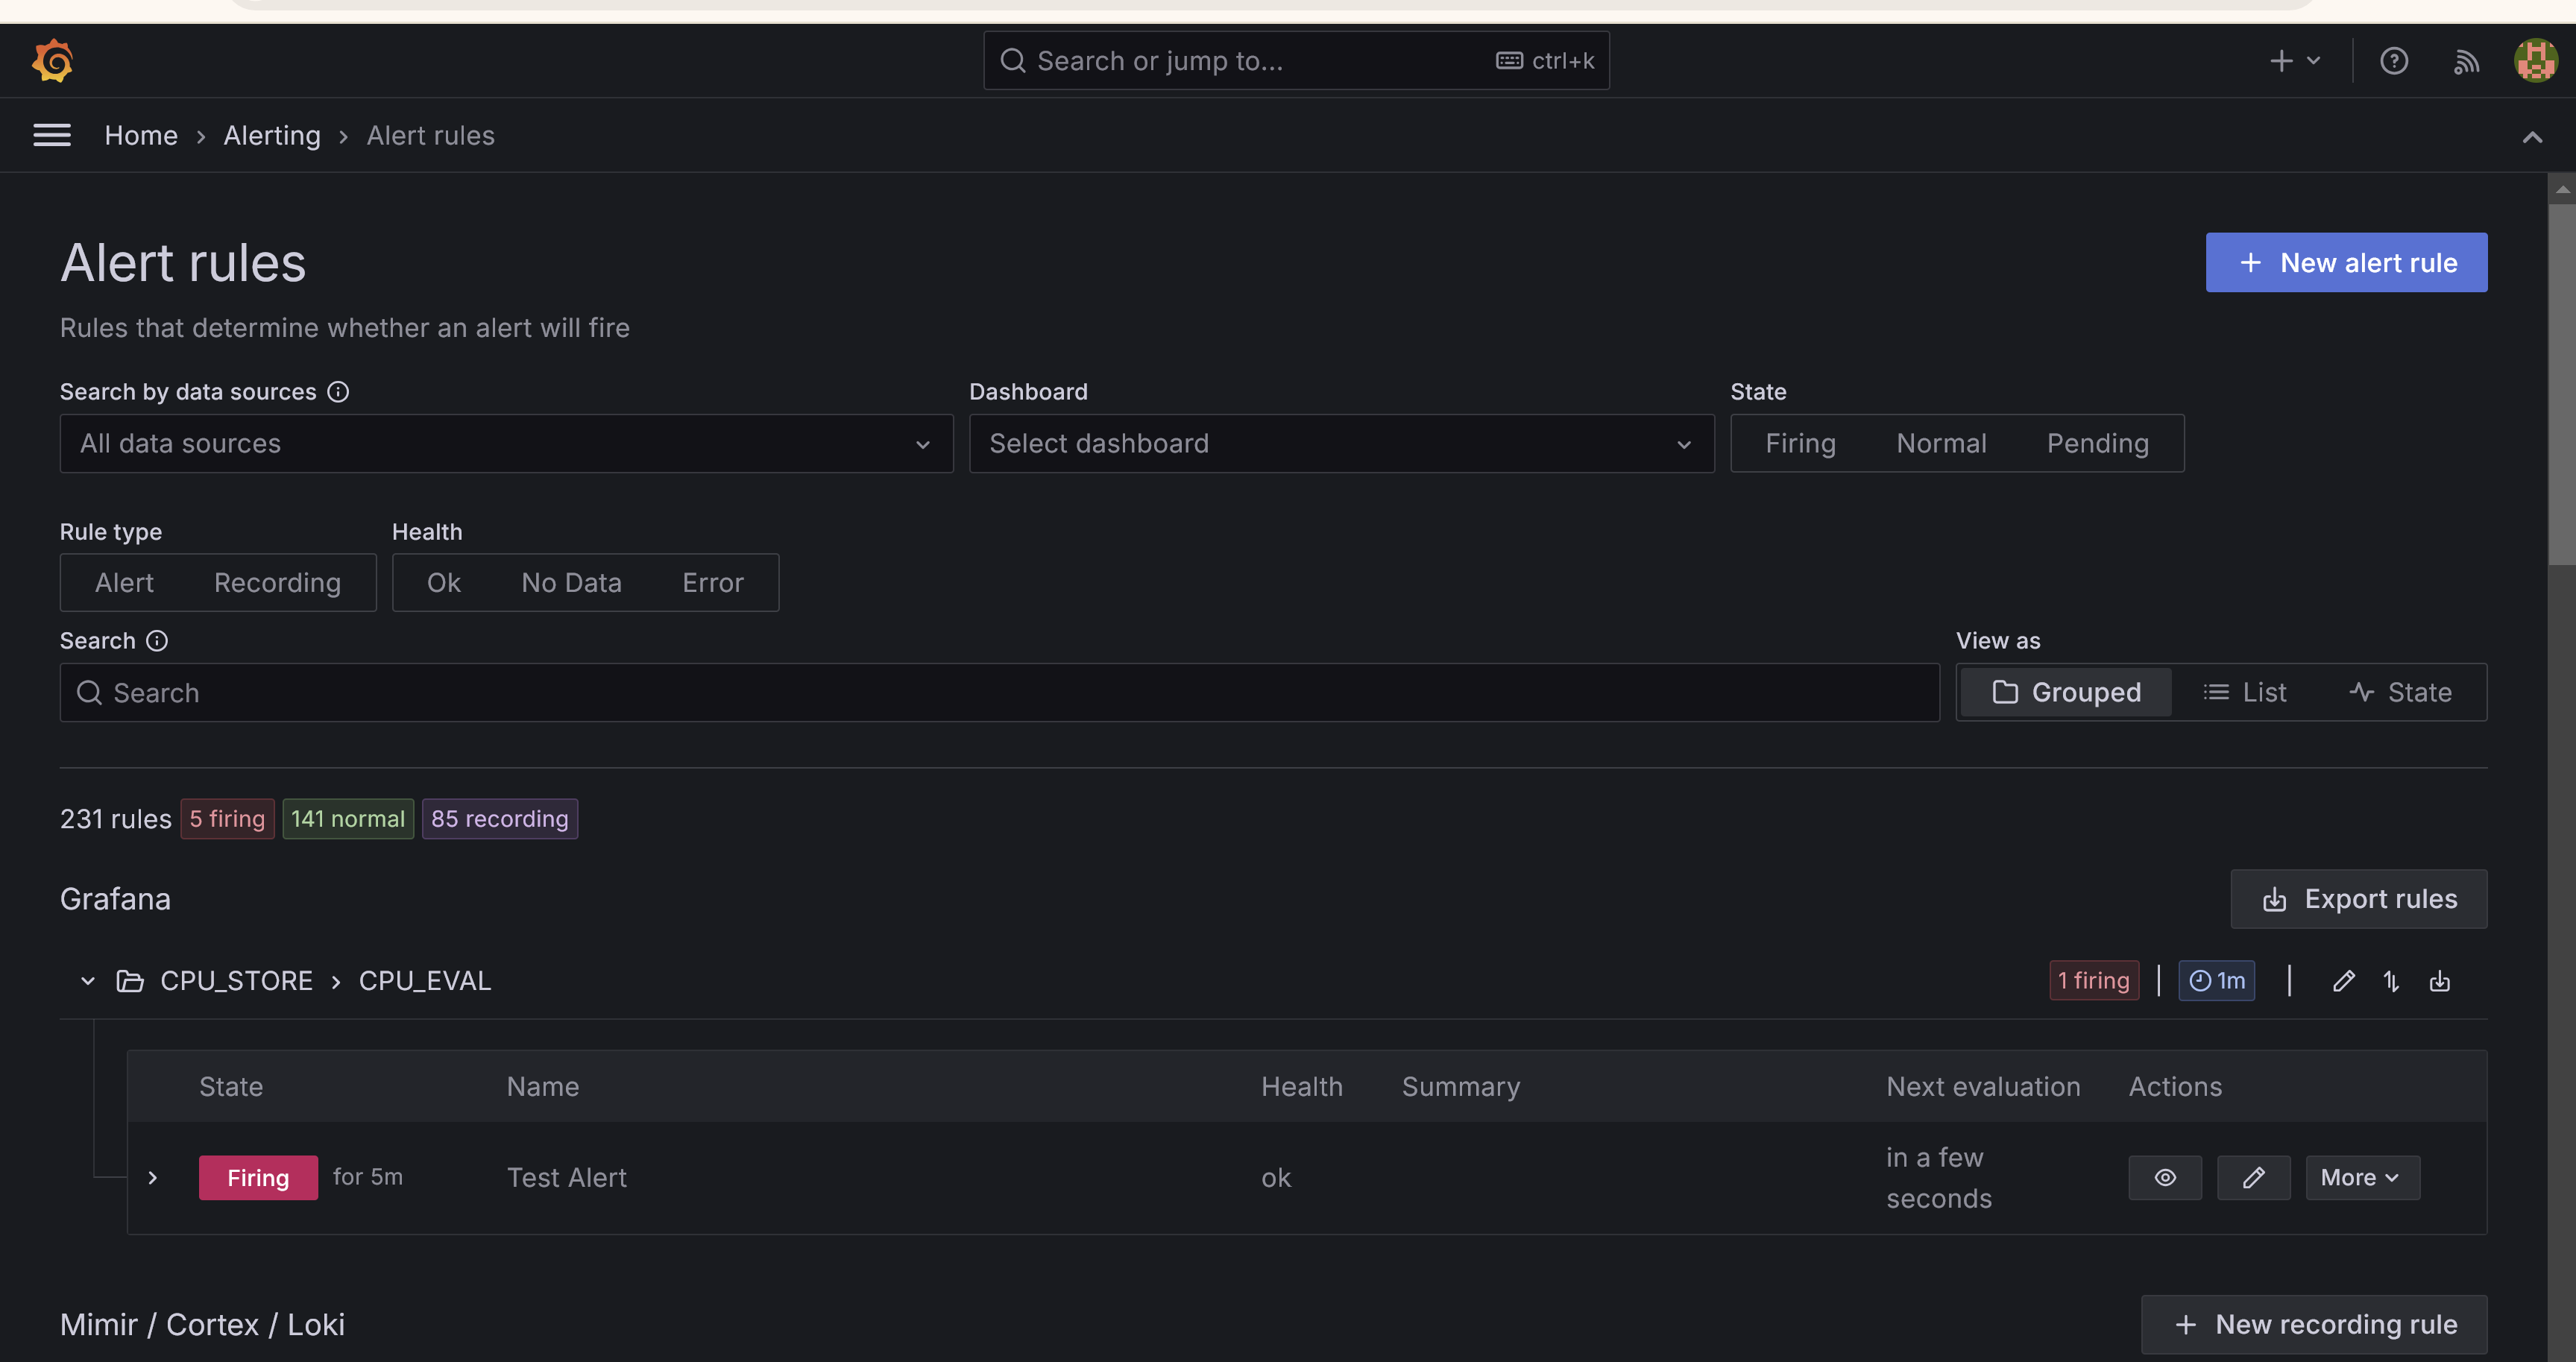 Search or jump to... ctrl+k
Home > Alerting > Alert rules
Alert rules
New alert rule
Rules that determine whether an alert will fire
Search by data sources Dashboard State
All data sources Select dashboard Firing Normal Pending
Rule type Health
Alert Recording Ok No Data Error
Search View as
Search Grouped List State
231 rules 5 firing 141 normal 85 recording
Grafana Export rules
CPU_STORE > CPU_EVAL 1 firing | 1m |
State Name Health Summary Next evaluation Actions
Firing for 5m Test Alert ok in a few seconds More
Mimir / Cortex / Loki New recording rule